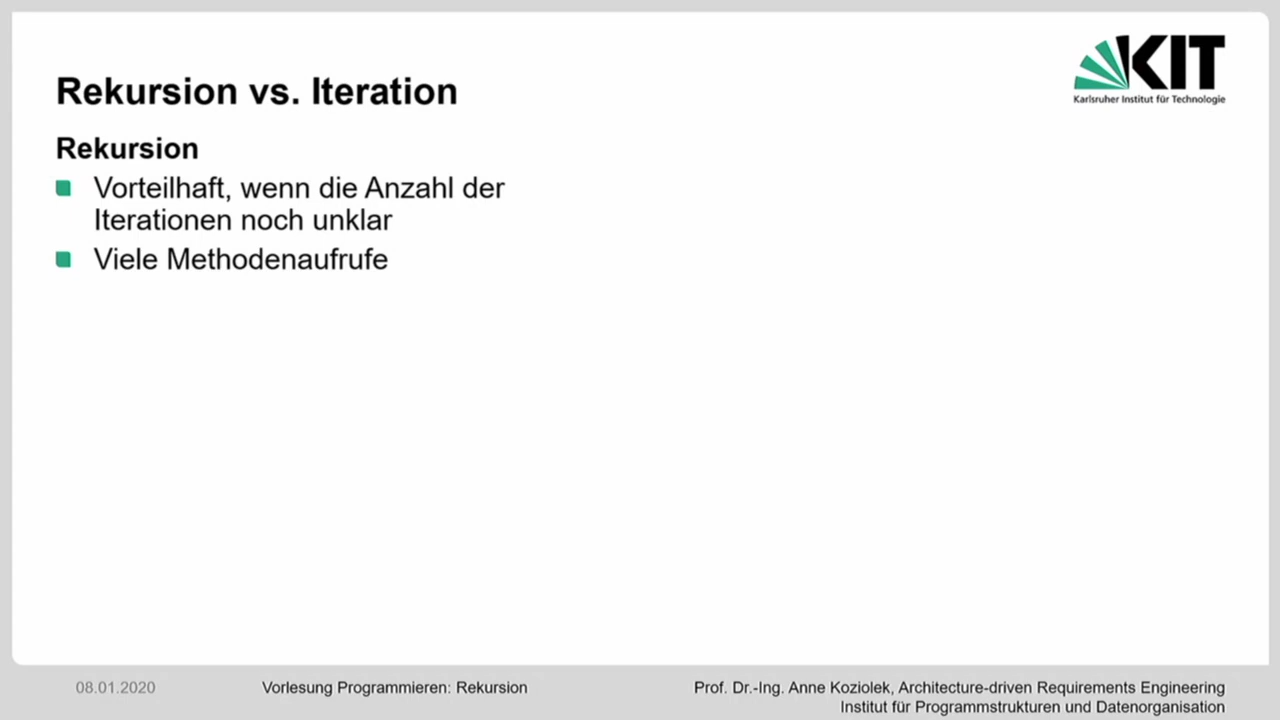 KIT
Karlsruher Institut für Technologie
Rekursion vs. Iteration
Rekursion
Vorteilhaft, wenn die Anzahl der
Iterationen noch unklar
Viele Methodenaufrufe
08.01.2020
Vorlesung Programmieren: Rekursion
Prof. Dr.-Ing. Anne Koziolek, Architecture-driven Requirements Engineering
Institut für Programmstrukturen und Datenorganisation